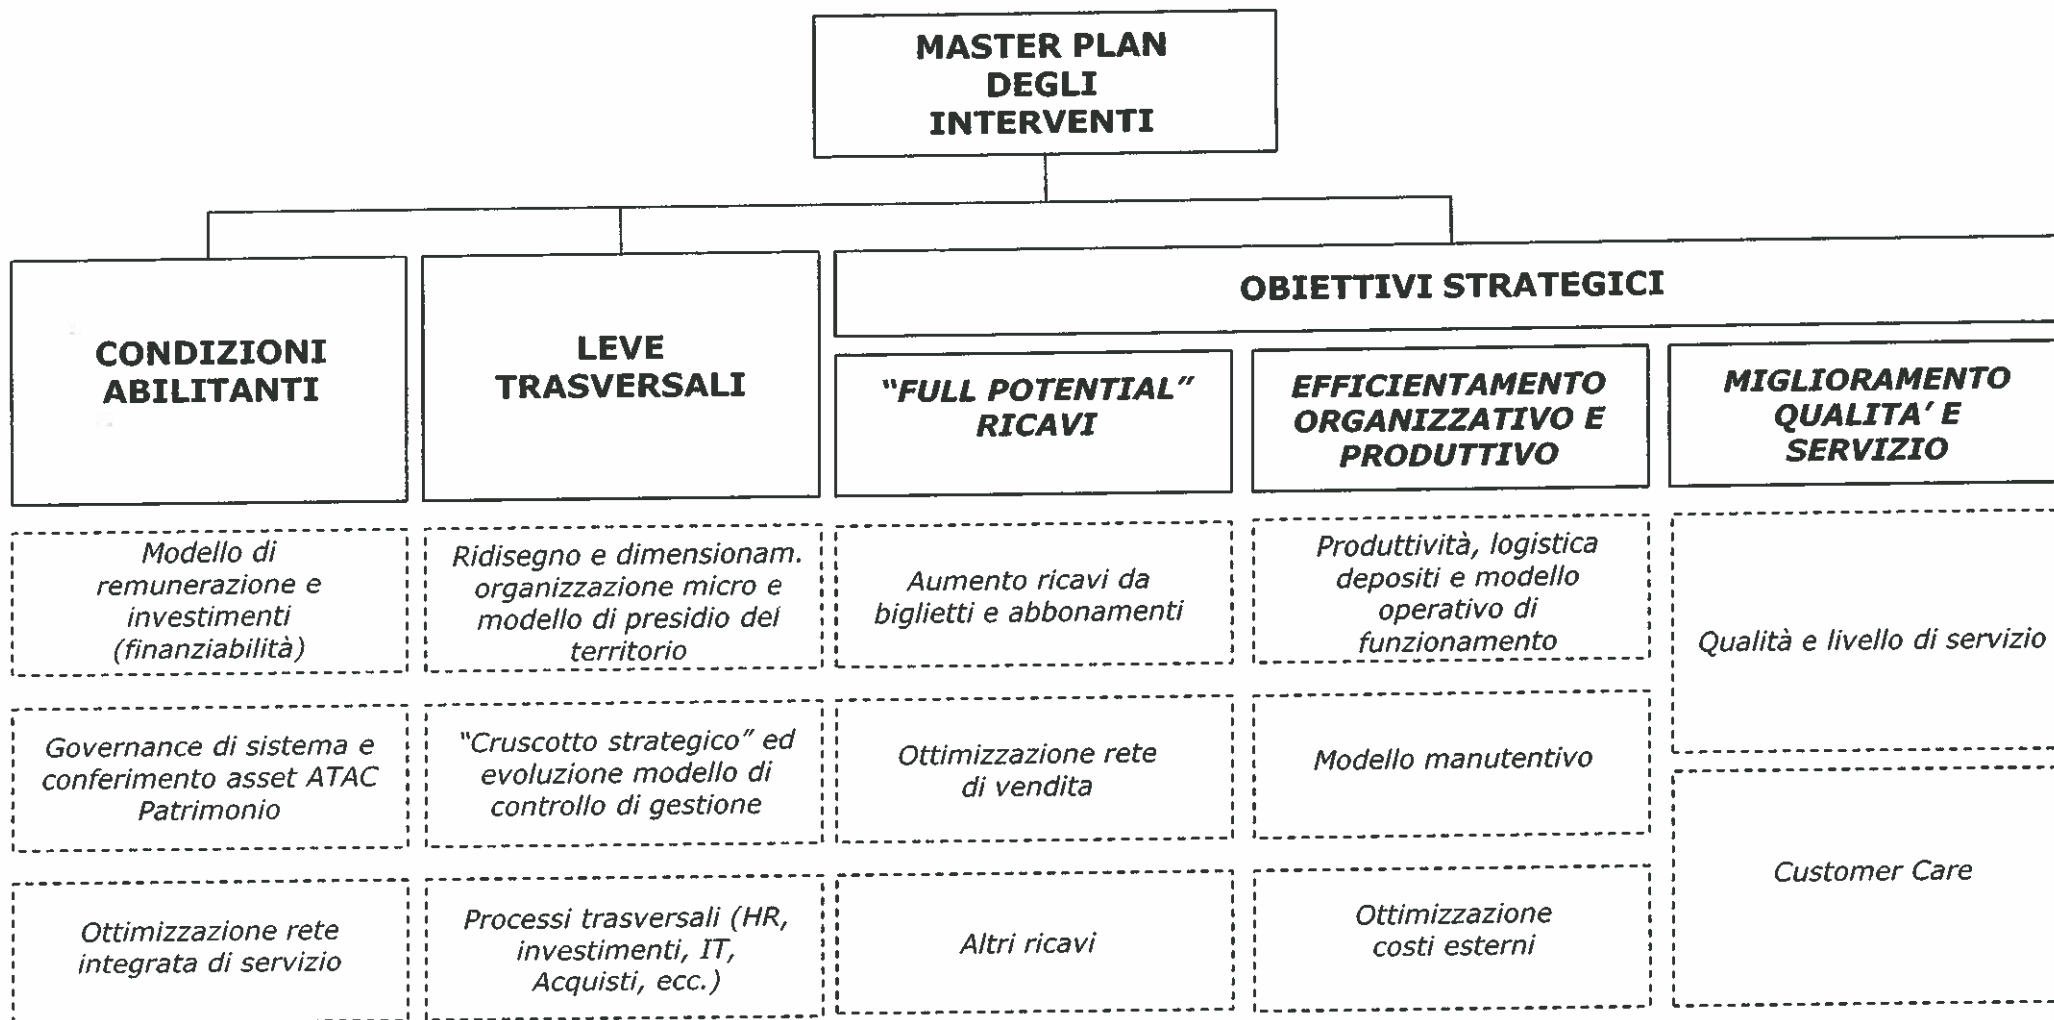 MASTER PLAN
DEGLI
INTERVENTI
CONDIZIONI
ABILITANTI
LEVE
TRASVERSALI
OBIETTIVI STRATEGICI
"FULL POTENTIAL"
RICAVI
EFFICIENTAMENTO
ORGANIZZATIVO E
PRODUTTIVO
MIGLIORAMENTO
QUALITA' E
SERVIZIO
Modello di
remunerazione e
investimenti
(finanziabilità)
Ridisegno e dimensionam.
organizzazione micro e
modello di presidio del
territorio
Aumento ricavi da
biglietti e abbonamenti
Produttività, logistica
depositi e modello
operativo di
funzionamento
Qualità e livello di servizio
Governance di sistema e
conferimento asset ATAC
Patrimonio
"Cruscotto strategico" ed
evoluzione modello di
controllo di gestione
Ottimizzazione rete
di vendita
Modello manutentivo
Customer Care
Ottimizzazione rete
integrata di servizio
Processi trasversali (HR,
investimenti, IT,
Acquisti, ecc.)
Altri ricavi
Ottimizzazione
costi esterni